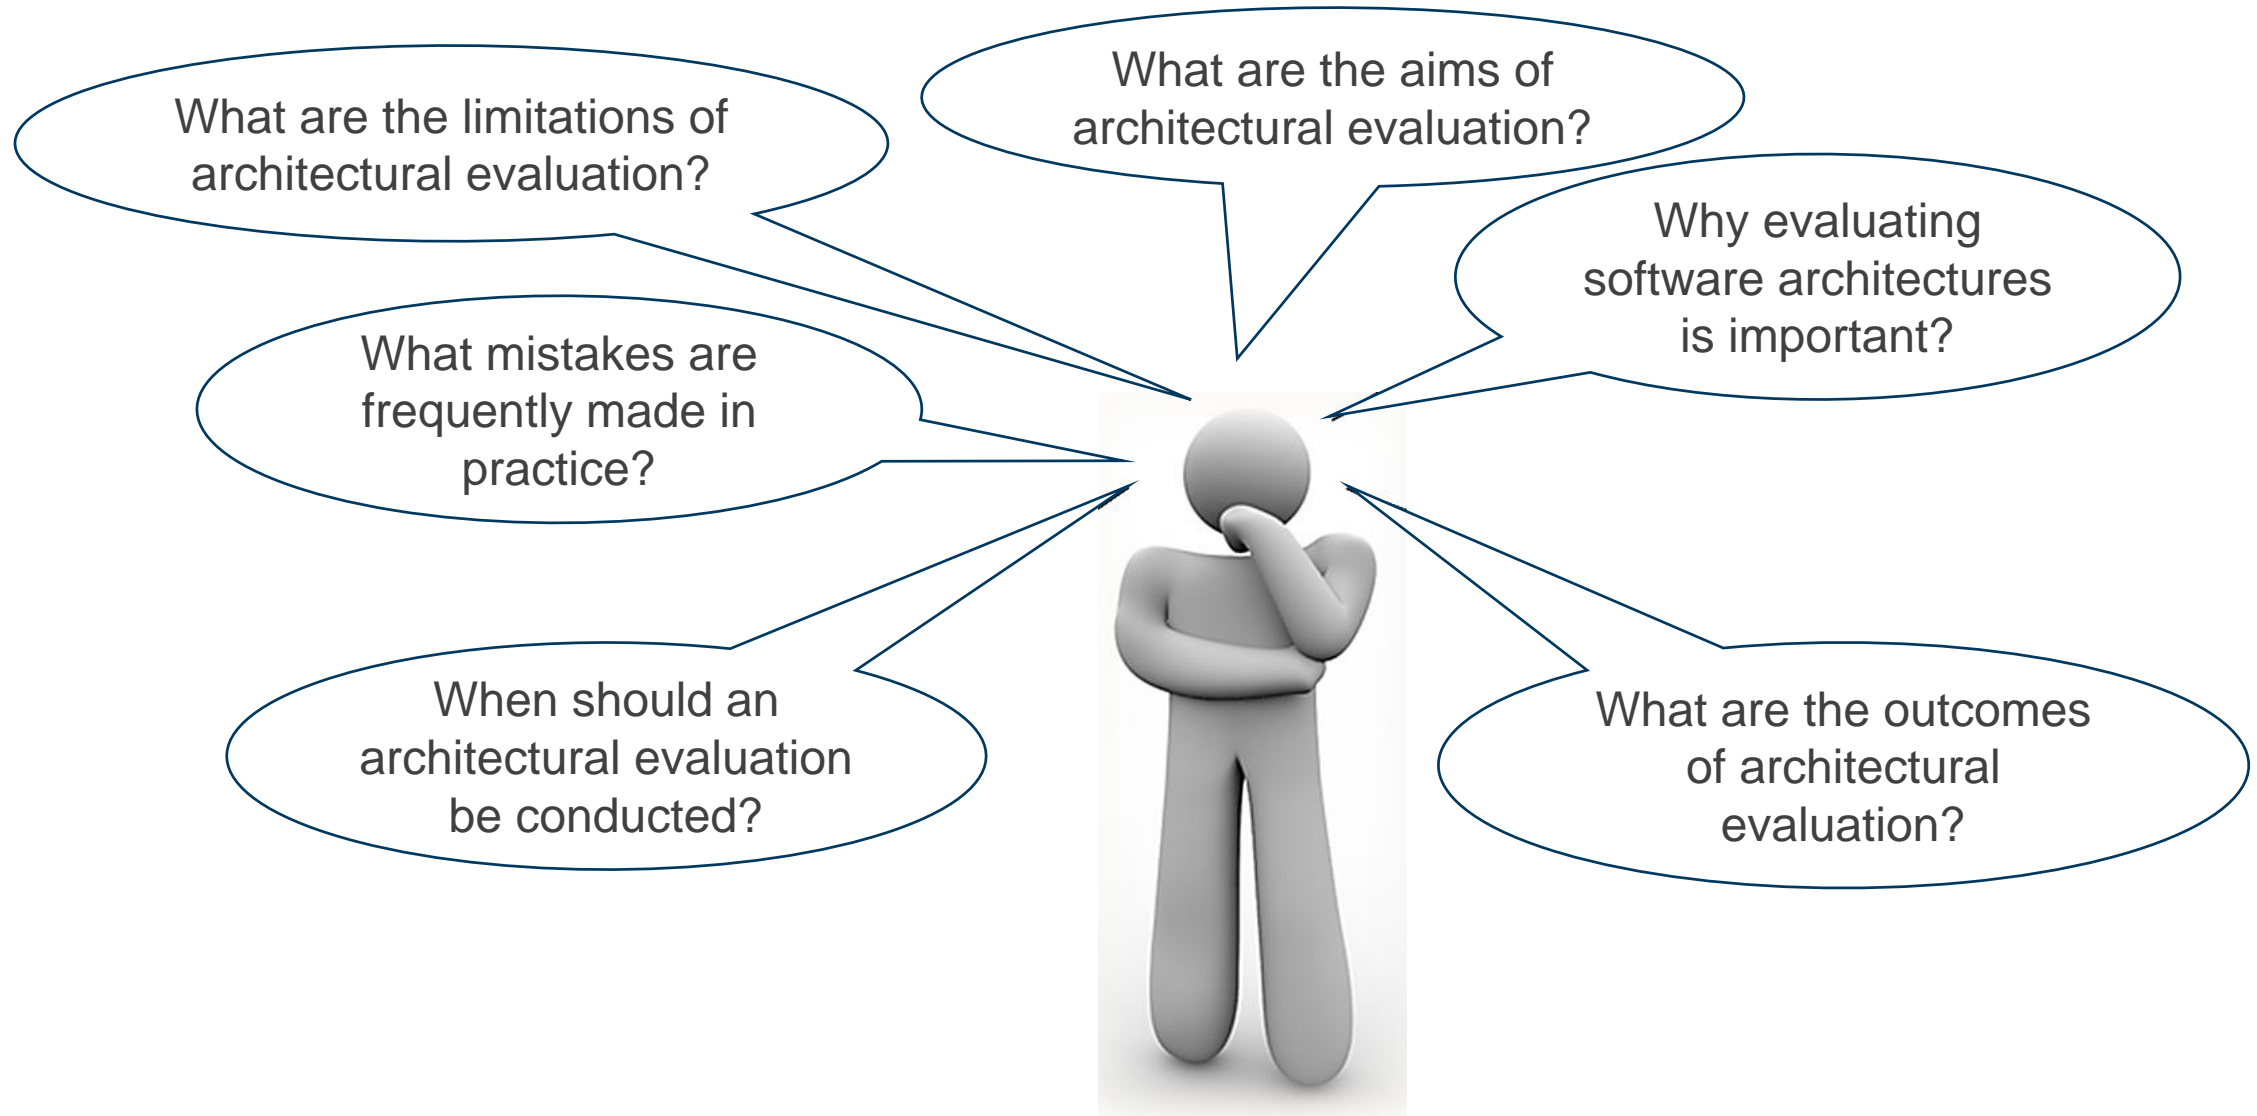 What are the limitations of
architectural evaluation?
What are the aims of
architectural evaluation?
Why evaluating
software architectures
is important?
What mistakes are
frequently made in
practice?
When should an
architectural evaluation
be conducted?
What are the outcomes
of architectural
evaluation?